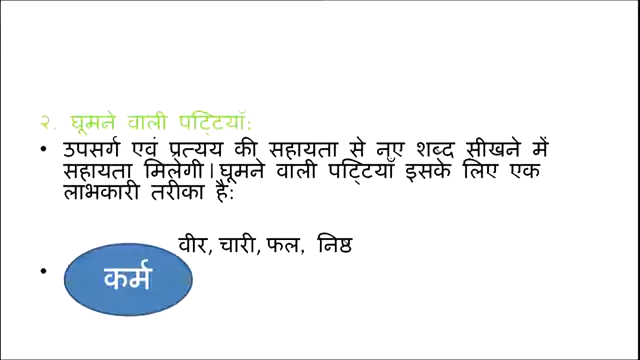 २. घूमने वाली पट्टियाँ:
• उपसर्ग एवं प्रत्यय की सहायता से नए शब्द सीखने में
सहायता मिलेगी।घूमने वाली पट्टियाँ इसके लिए एक
लाभकारी तरीका है:
वीर, चारी, फल, निष्ठ
• कर्म